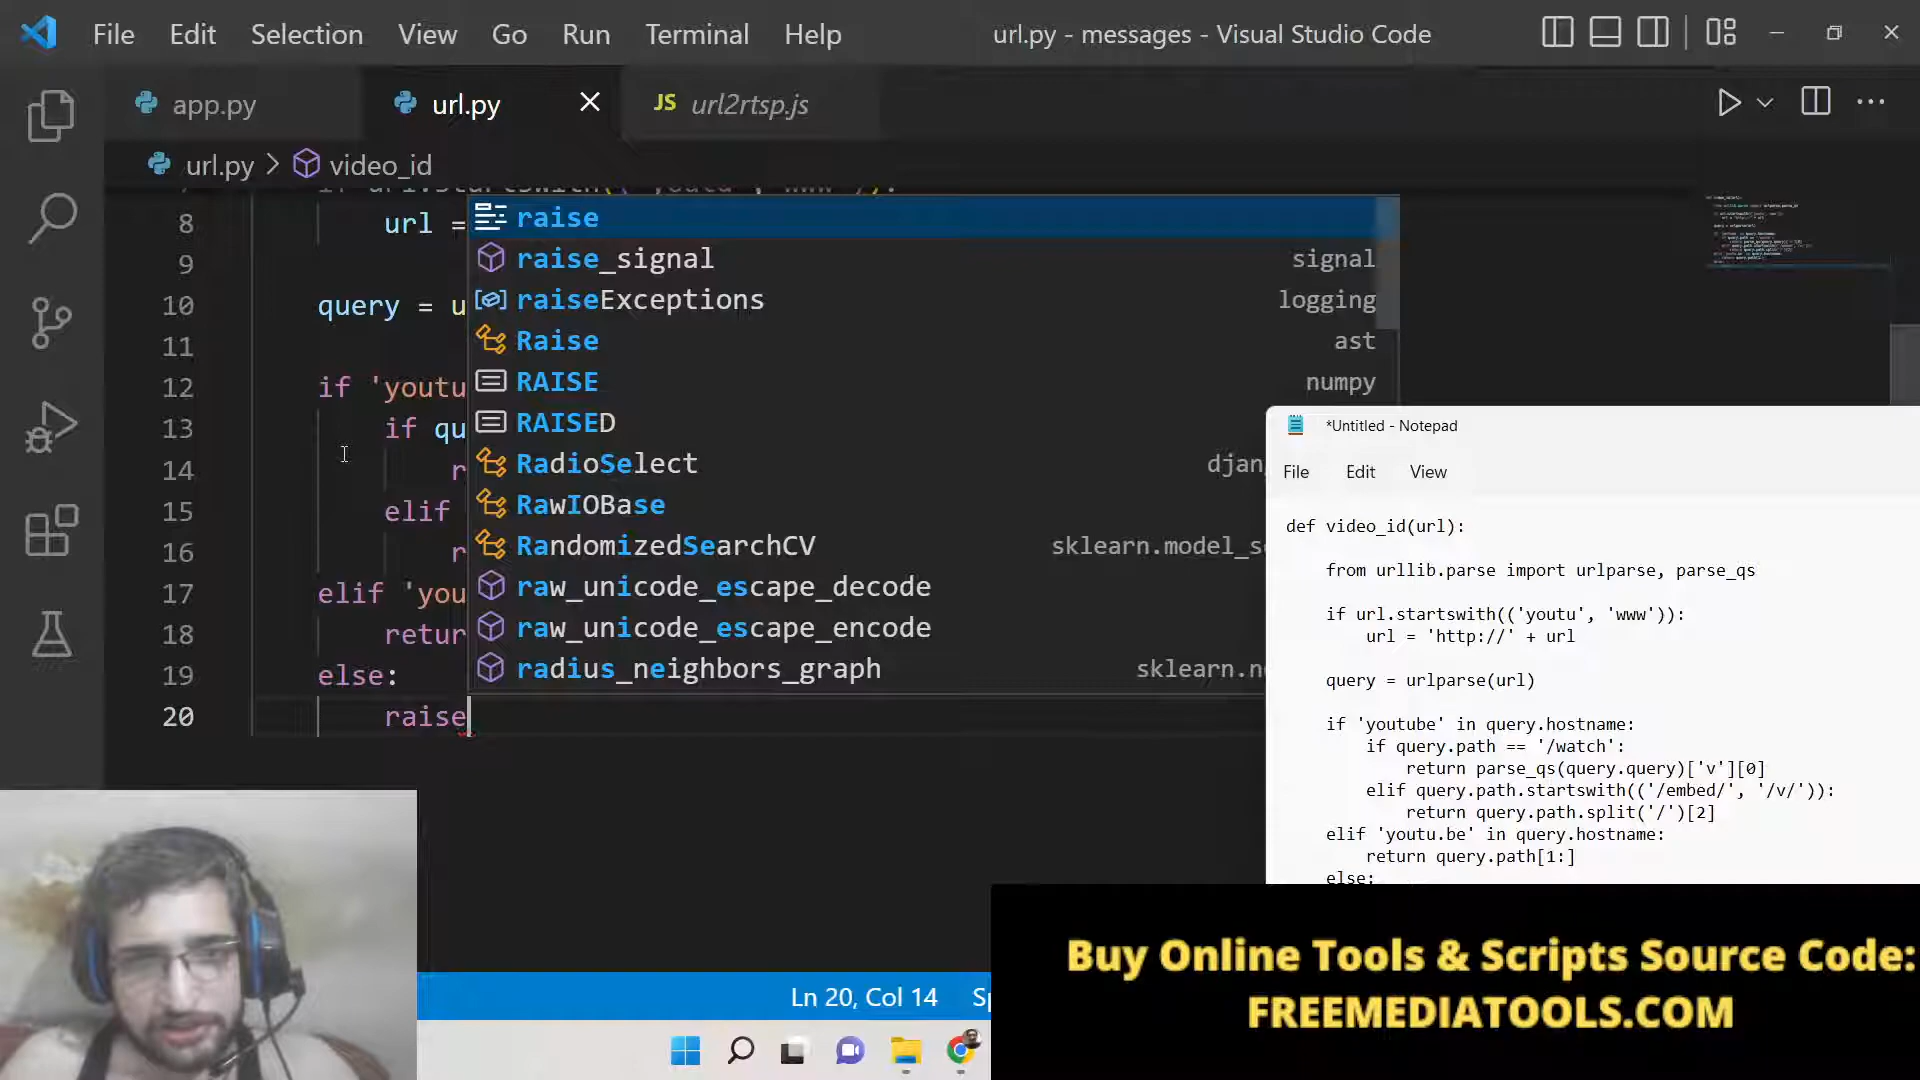 File Edit Selection View Go Run Terminal Help
url.py - messages - Visual Studio Code
app.py
url.py
JS url2rtsp.js
url.py > video_id
8 url =
9
10 query = u
11
12 if 'youtu
13 if qu
14 r
15 elif
16 r
17 elif 'you
18 retur
19 else:
20 raise
raise
raise_signal signal
raiseExceptions logging
Raise ast
RAISE numpy
RAISED
RadioSelect djan
RawIOBase
RandomizedSearchCV sklearn.model_s
raw_unicode_escape_decode
raw_unicode_escape_encode
radius_neighbors_graph sklearn.n
*Untitled - Notepad
File Edit View
def video_id(url):
from urllib.parse import urlparse, parse_qs
if url.startswith(('youtu', 'www')):
url = 'http://' + url
query = urlparse(url)
if 'youtube' in query.hostname:
if query.path == '/watch':
return parse_qs(query.query)['v'][0]
elif query.path.startswith(('/embed/', '/v/')):
return query.path.split('/')[2]
elif 'youtu.be' in query.hostname:
return query.path[1:]
else:
Buy Online Tools & Scripts Source Code:
FREEMEDIATOOLS.COM
Ln 20, Col 14 Sp